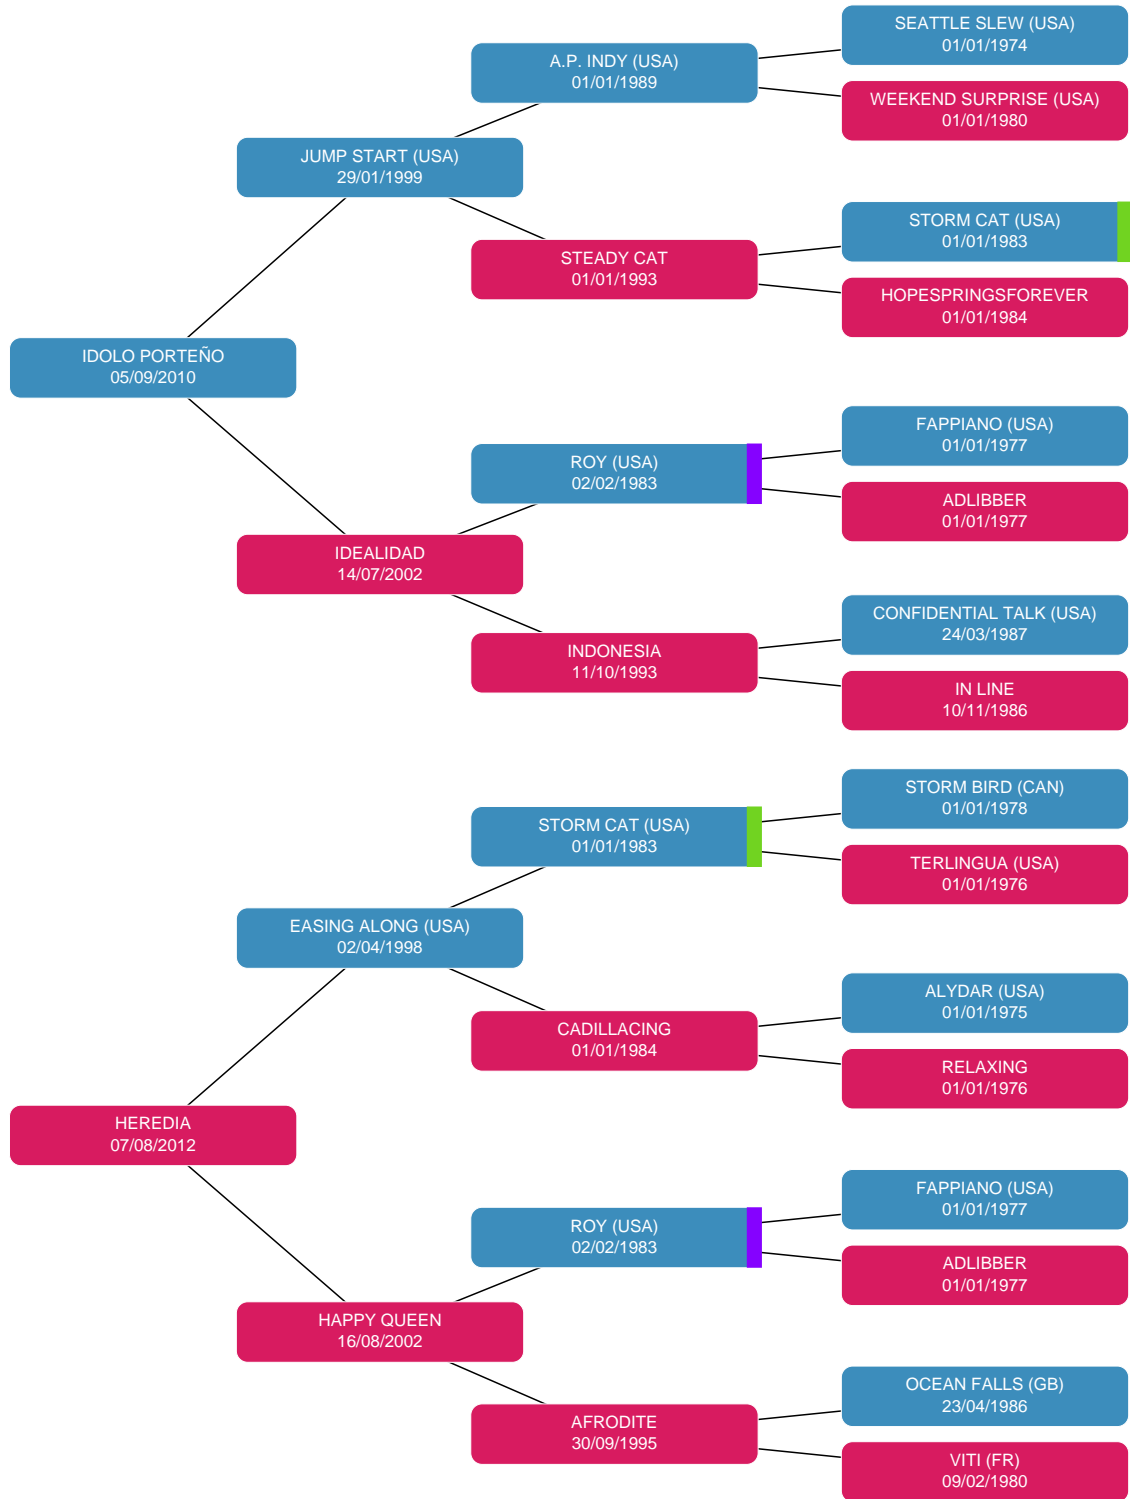 SEATTLE SLEW (USA)
01/01/1974
A.P. INDY (USA)
01/01/1989
WEEKEND SURPRISE (USA)
01/01/1980
JUMP START (USA)
29/01/1999
STORM CAT (USA)
01/01/1983
STEADY CAT
01/01/1993
HOPESPRINGSFOREVER
01/01/1984
IDOLO PORTEÑO
05/09/2010
FAPPIANO (USA)
01/01/1977
ROY (USA)
02/02/1983
ADLIBBER
01/01/1977
IDEALIDAD
14/07/2002
CONFIDENTIAL TALK (USA)
24/03/1987
INDONESIA
11/10/1993
IN LINE
10/11/1986
STORM BIRD (CAN)
01/01/1978
STORM CAT (USA)
01/01/1983
TERLINGUA (USA)
01/01/1976
EASING ALONG (USA)
02/04/1998
ALYDAR (USA)
01/01/1975
CADILLACING
01/01/1984
RELAXING
01/01/1976
HEREDIA
07/08/2012
FAPPIANO (USA)
01/01/1977
ROY (USA)
02/02/1983
ADLIBBER
01/01/1977
HAPPY QUEEN
16/08/2002
OCEAN FALLS (GB)
23/04/1986
AFRODITE
30/09/1995
VITI (FR)
09/02/1980